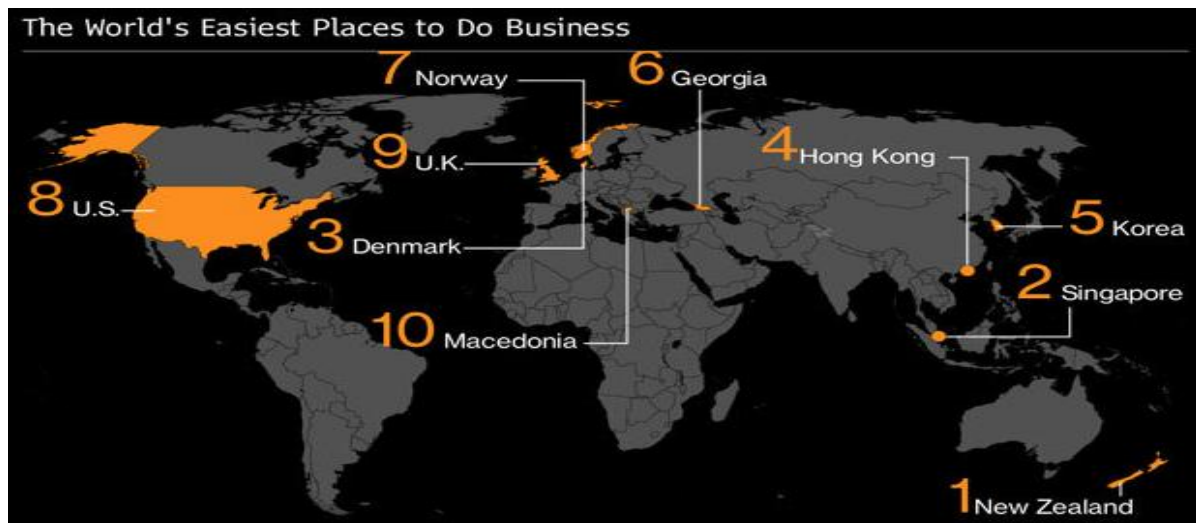 The World's Easiest Places to Do Business
7 Norway
6 Georgia
9 U.K.
4 Hong Kong
8 U.S.
3 Denmark
5 Korea
2 Singapore
10 Macedonia
1 New Zealand